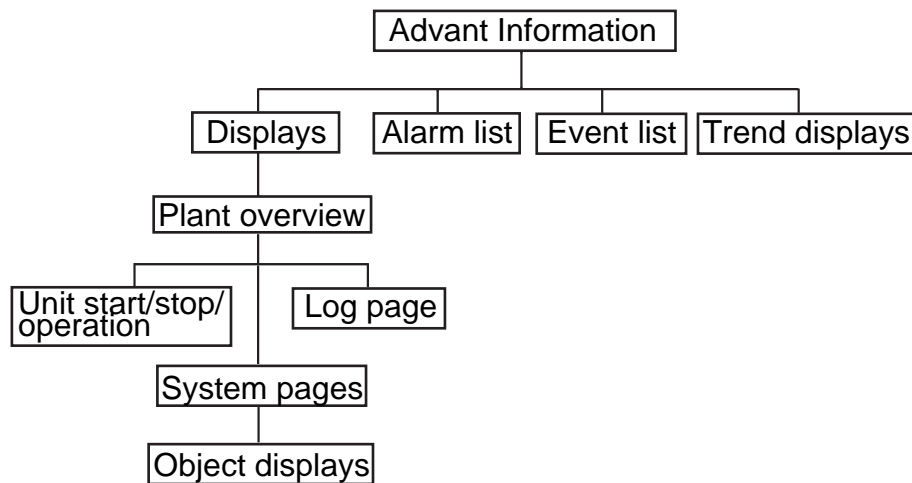 Advant Information
Displays
Alarm list
Event list
Trend displays
Plant overview
Unit start/stop/
operation
Log page
System pages
Object displays